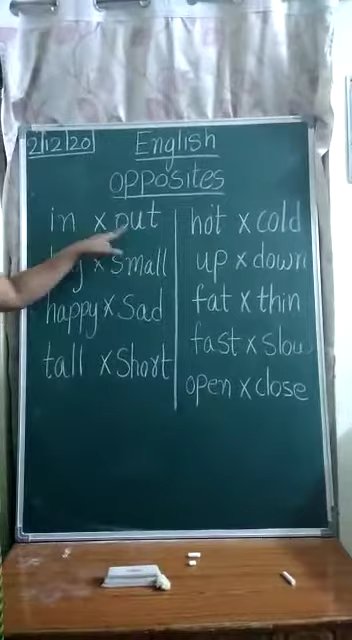 2/12/20
English
opposites
in x out
x Small
happy x Sad
tall x Short
hot x cold
up x down
fat x thin
fast x Slow
open x close